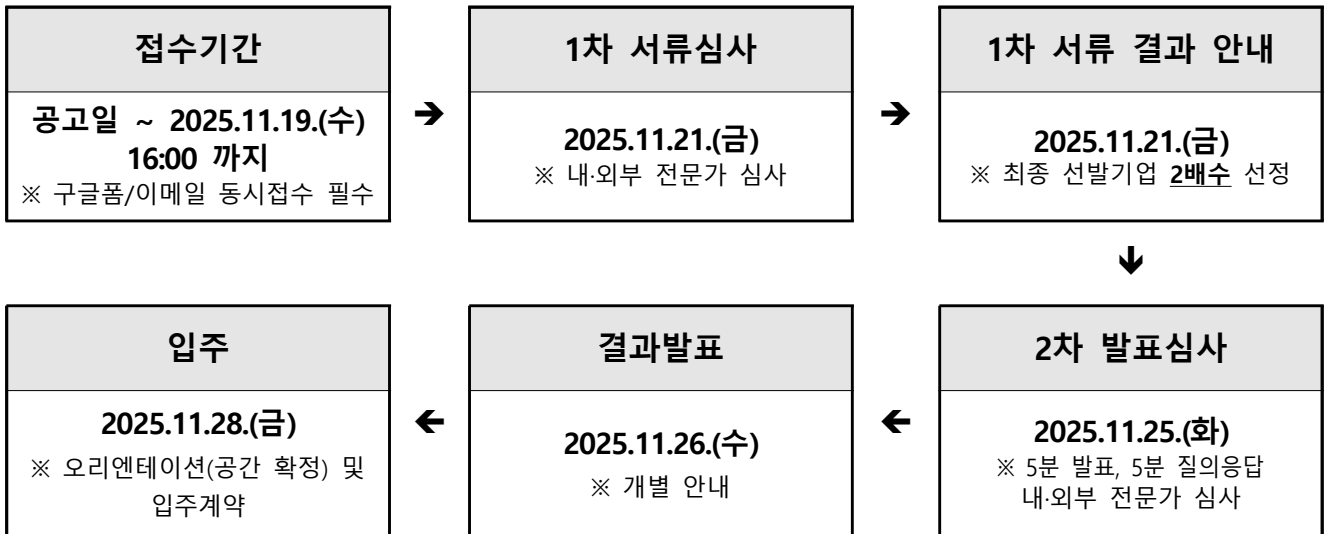 접수기간
공고일 ~ 2025.11.19.(수)
16:00 까지
※ 구글폼/이메일 동시접수 필수
➔
1차 서류심사
2025.11.21.(금)
※ 내·외부 전문가 심사
➔
1차 서류 결과 안내
2025.11.21.(금)
※ 최종 선발기업 2배수 선정
🡻
2차 발표심사
2025.11.25.(화)
※ 5분 발표, 5분 질의응답
내·외부 전문가 심사
🡸
결과발표
2025.11.26.(수)
※ 개별 안내
🡸
입주
2025.11.28.(금)
※ 오리엔테이션(공간 확정) 및
입주계약